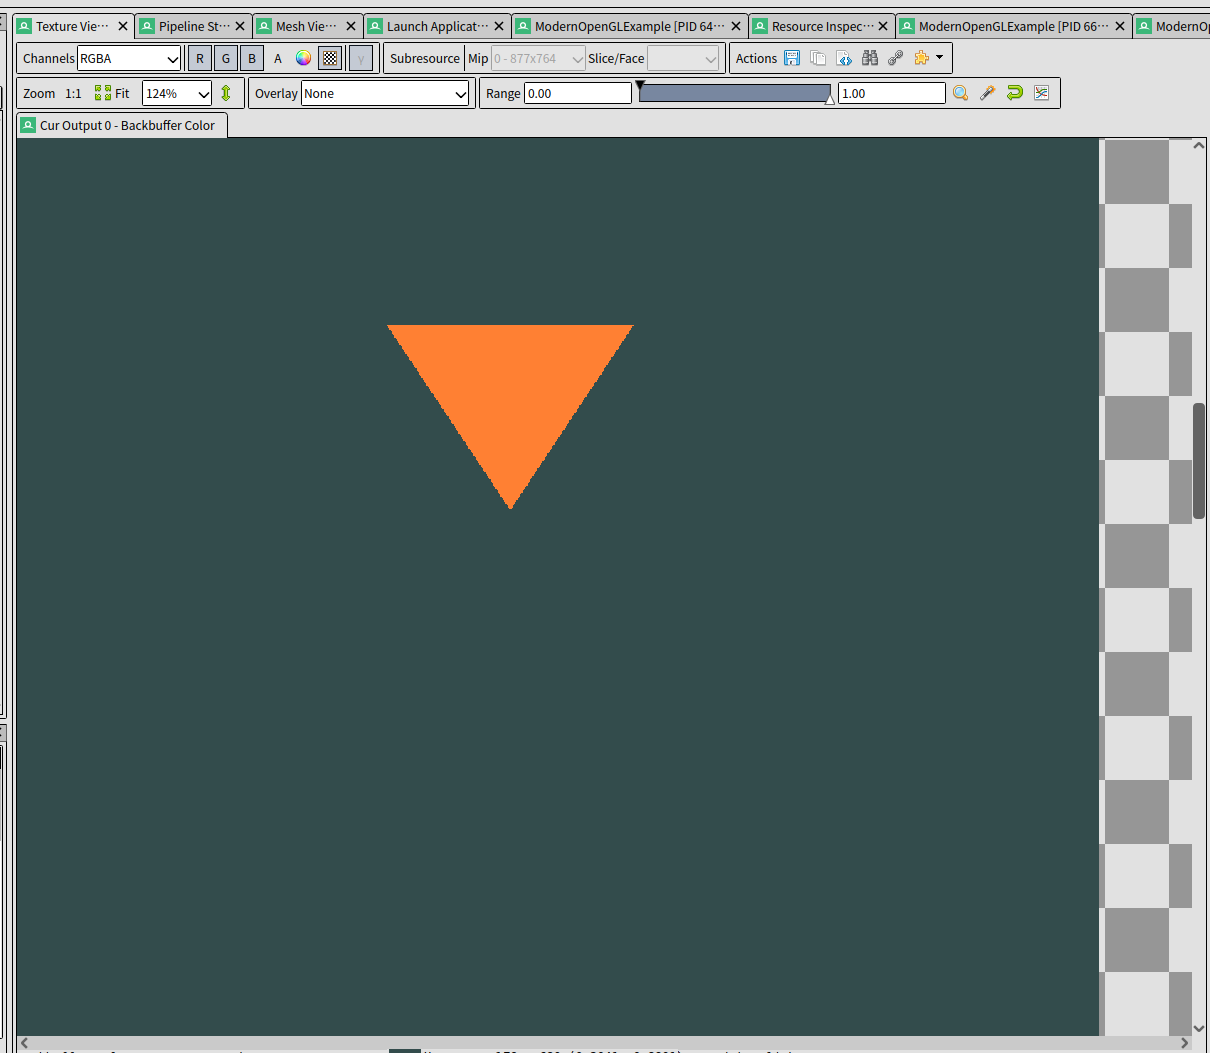 Texture Vie··· Pipeline St··· Mesh Vie··· Launch Applicat··· ModernOpenGLExample [PID 64··· Resource Inspec··· ModernOpenGLExample [PID 66··· ModernOp
Channels RGBA R G B A γ Subresource Mip 0 - 877x764 Slice/Face Actions
Zoom 1:1 Fit 124% Overlay None Range 0.00 1.00
Cur Output 0 - Backbuffer Color